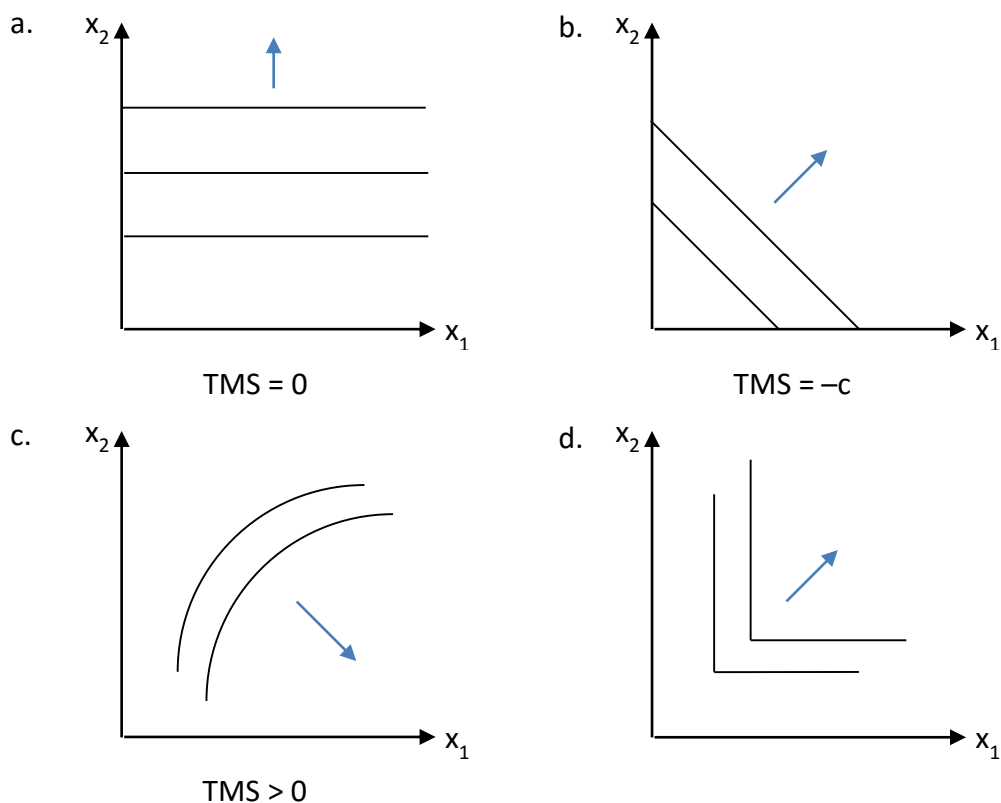 a.
x2
x1
TMS = 0
b.
x2
x1
TMS = –c
c.
x2
x1
TMS > 0
d.
x2
x1